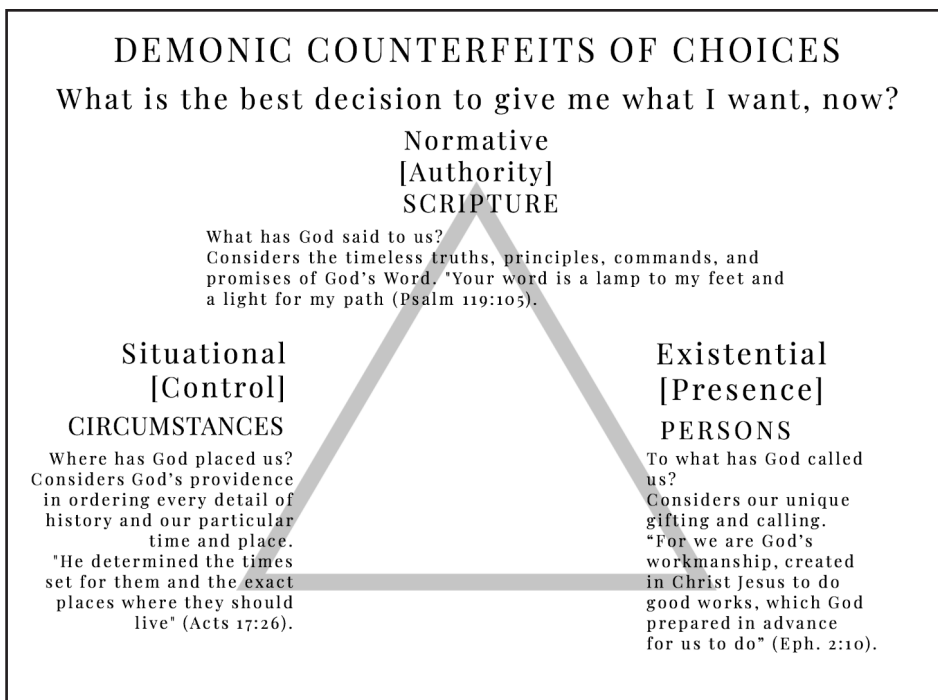 DEMONIC COUNTERFEITS OF CHOICES
What is the best decision to give me what I want, now?
Normative
[Authority]
SCRIPTURE
What has God said to us?
Considers the timeless truths, principles, commands, and
promises of God's Word. "Your word is a lamp to my feet and
a light for my path (Psalm 119:105).
Situational
[Control]
CIRCUMSTANCES
Where has God placed us?
Considers God's providence
in ordering every detail of
history and our particular
time and place.
"He determined the times
set for them and the exact
places where they should
live" (Acts 17:26).
Existential
[Presence]
PERSONS
To what has God called
us?
Considers our unique
gifting and calling.
“For we are God's
workmanship, created
in Christ Jesus to do
good works, which God
prepared in advance
for us to do” (Eph. 2:10).